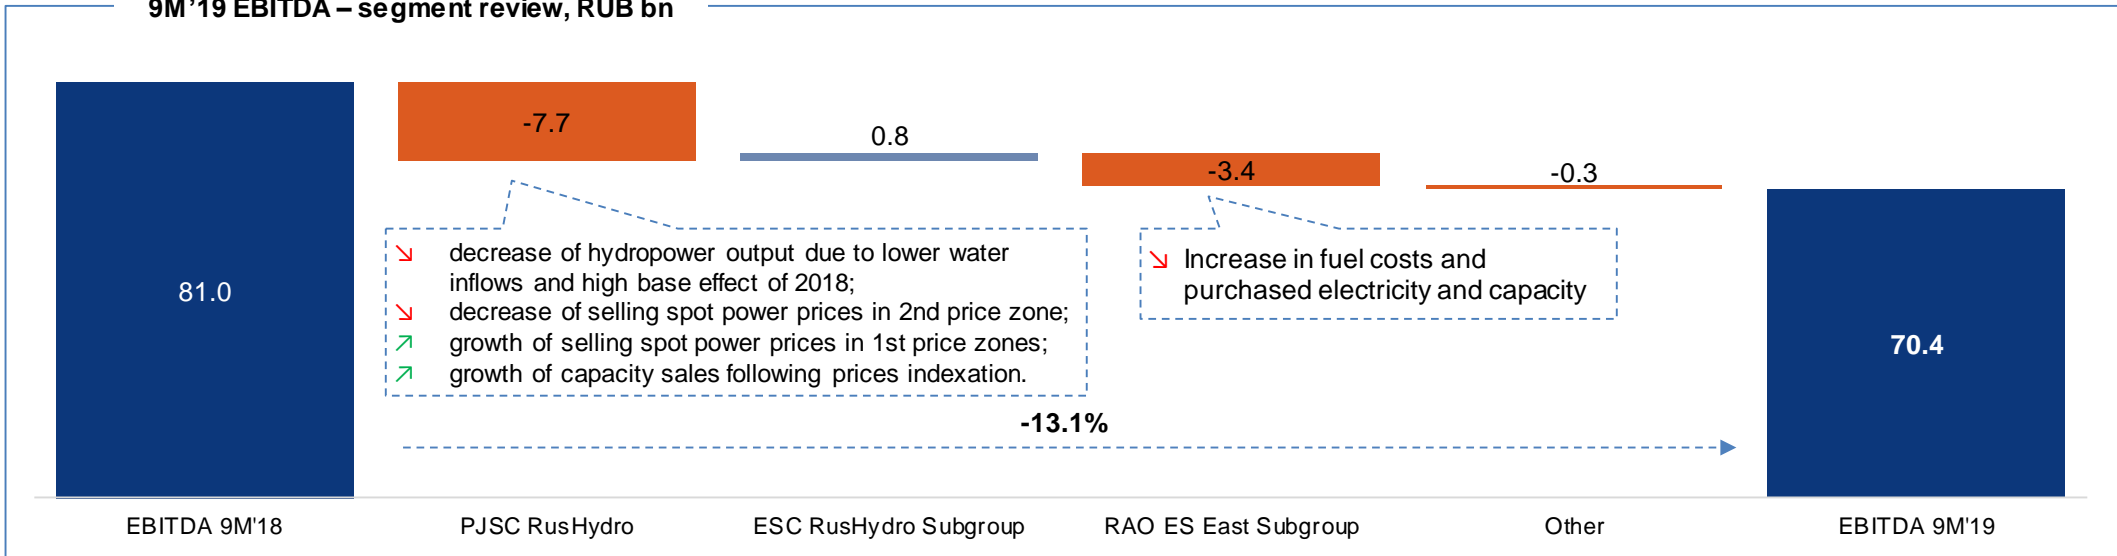 9M'19 EBITDA – segment review, RUB bn
81.0
-7.7
0.8
-3.4
-0.3
70.4
↘ decrease of hydropower output due to lower water
inflows and high base effect of 2018;
↘ decrease of selling spot power prices in 2nd price zone;
↗ growth of selling spot power prices in 1st price zones;
↗ growth of capacity sales following prices indexation.
↘ Increase in fuel costs and
purchased electricity and capacity
-13.1%
EBITDA 9M'18
PJSC RusHydro
ESC RusHydro Subgroup
RAO ES East Subgroup
Other
EBITDA 9M'19